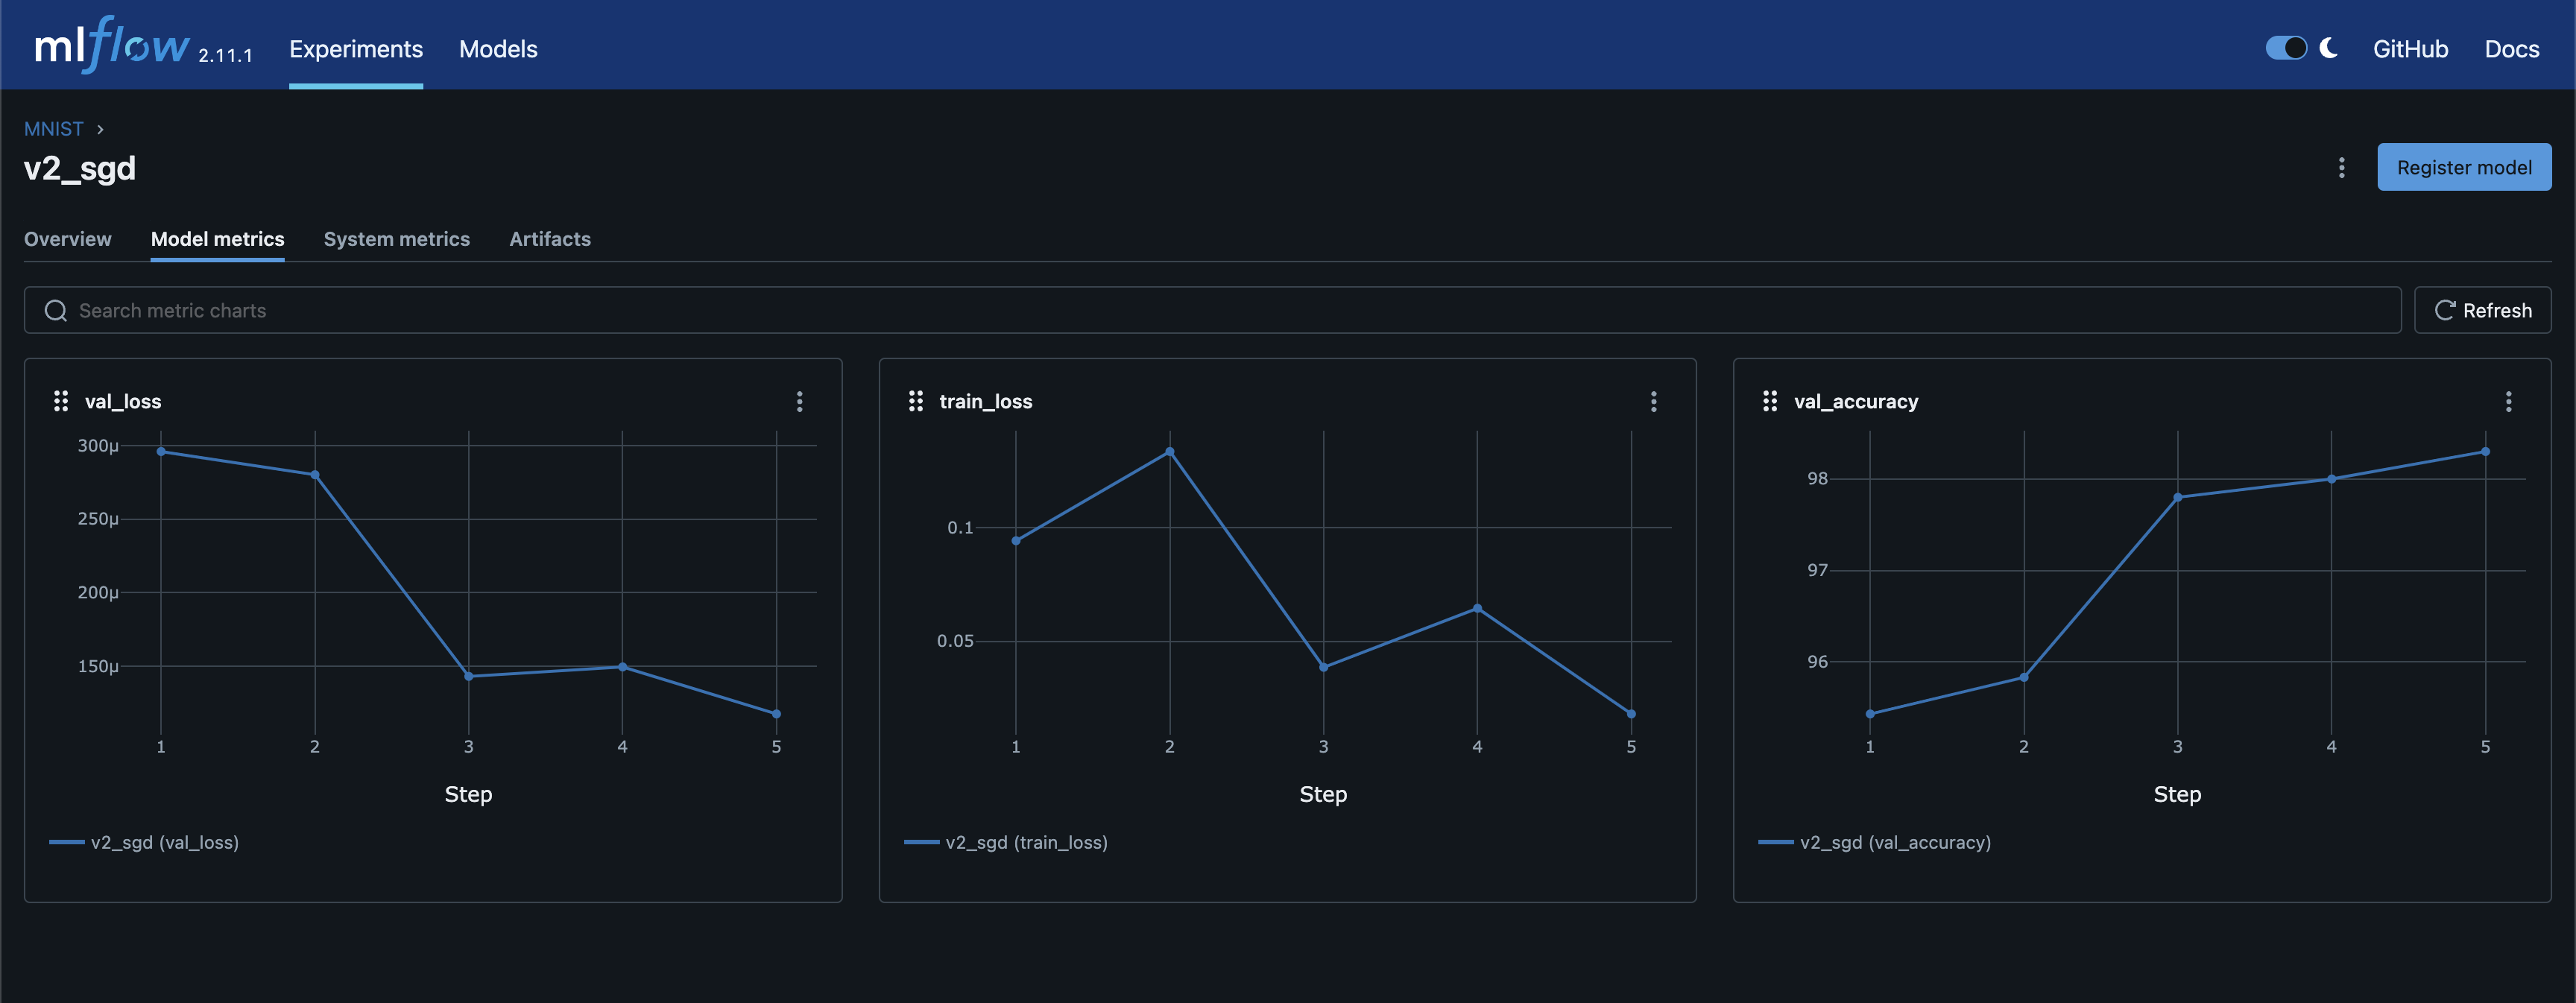 mlflow 2.11.1 Experiments Models GitHub Docs
MNIST ›
v2_sgd
Register model
Overview Model metrics System metrics Artifacts
Search metric charts
Refresh
val_loss
300µ
250µ
200µ
150µ
1 2 3 4 5
Step
v2_sgd (val_loss)
train_loss
0.1
0.05
1 2 3 4 5
Step
v2_sgd (train_loss)
val_accuracy
98
97
96
1 2 3 4 5
Step
v2_sgd (val_accuracy)